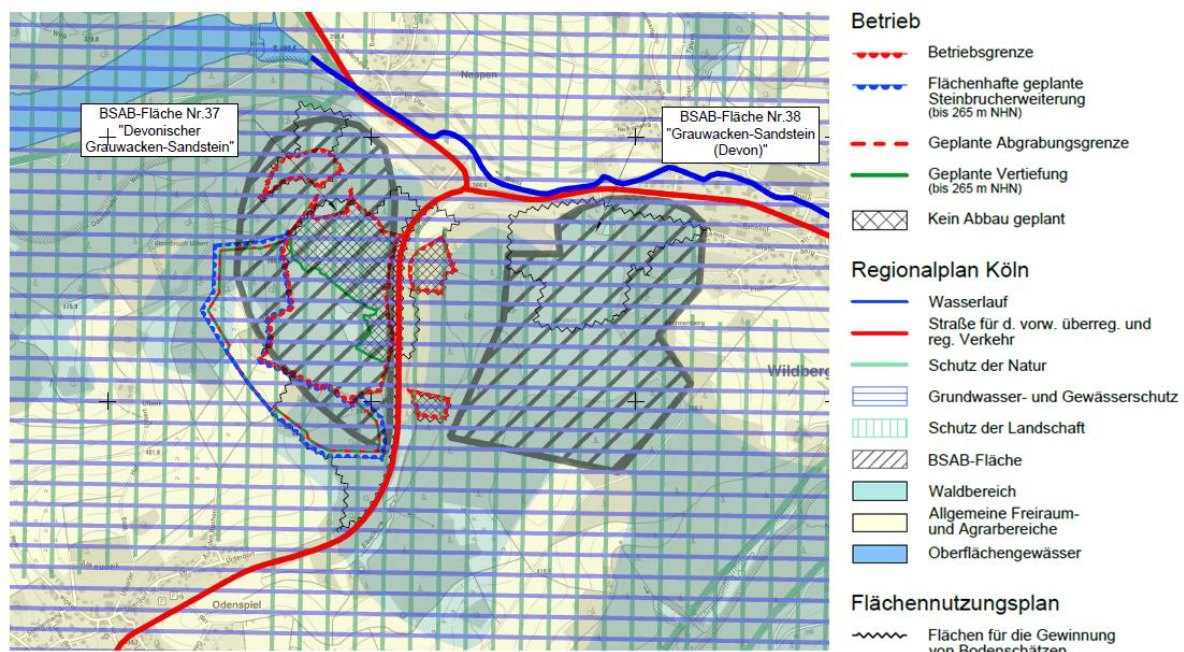 BSAB-Fläche Nr.37
"Devonischer
Grauwacken-Sandstein"
BSAB-Fläche Nr.38
"Grauwacken-Sandstein
(Devon)"
Neppen
Wildberg
Odenspiel
Betrieb
Betriebsgrenze
Flächenhafte geplante
Steinbrucherweiterung
(bis 265 m NHN)
Geplante Abgrabungsgrenze
Geplante Vertiefung
(bis 265 m NHN)
Kein Abbau geplant
Regionalplan Köln
Wasserlauf
Straße für d. vorw. überreg. und
reg. Verkehr
Schutz der Natur
Grundwasser- und Gewässerschutz
Schutz der Landschaft
BSAB-Fläche
Waldbereich
Allgemeine Freiraum-
und Agrarbereiche
Oberflächengewässer
Flächennutzungsplan
Flächen für die Gewinnung
von Bodenschätzen